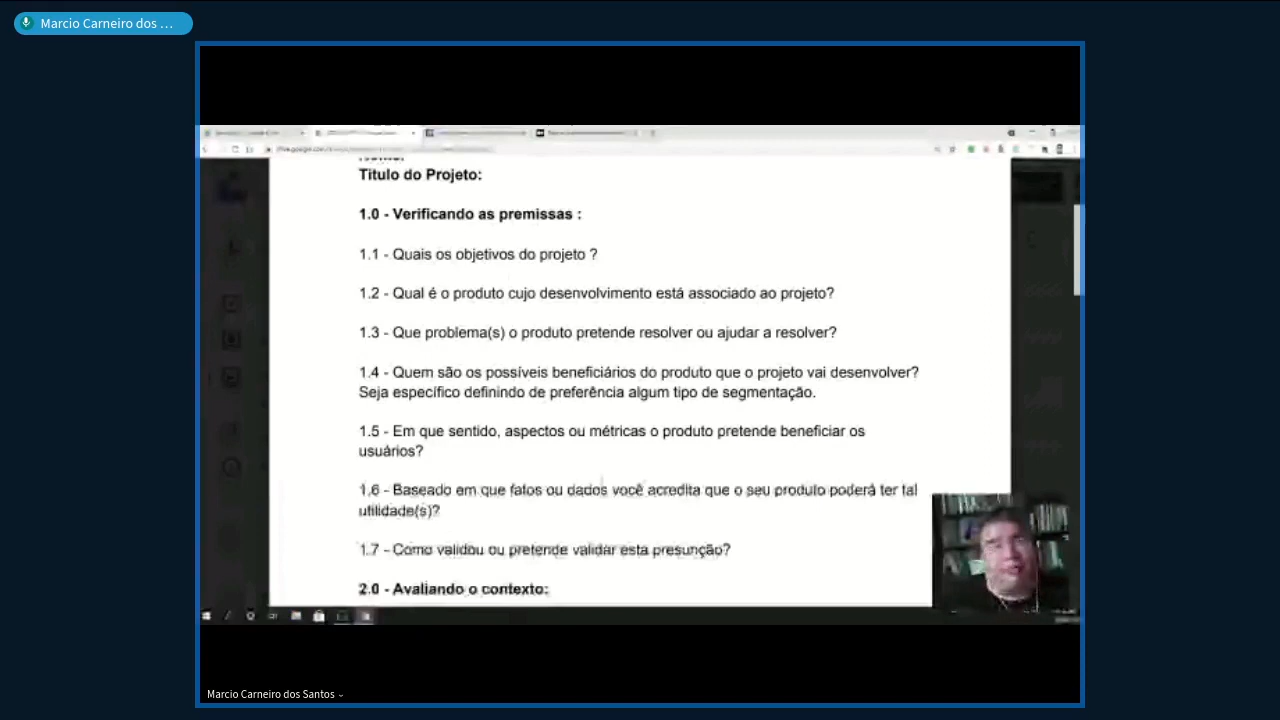 Marcio Carneiro dos ...
Título do Projeto:
1.0 - Verificando as premissas :
1.1 - Quais os objetivos do projeto ?
1.2 - Qual é o produto cujo desenvolvimento está associado ao projeto?
1.3 - Que problema(s) o produto pretende resolver ou ajudar a resolver?
1.4 - Quem são os possíveis beneficiários do produto que o projeto vai desenvolver?
Seja específico definindo de preferência algum tipo de segmentação.
1.5 - Em que sentido, aspectos ou métricas o produto pretende beneficiar os
usuários?
1.6 - Baseado em que fatos ou dados você acredita que o seu produto poderá ter tal
utilidade(s)?
1.7 - Como validou ou pretende validar esta presunção?
2.0 - Avaliando o contexto:
Marcio Carneiro dos Santos